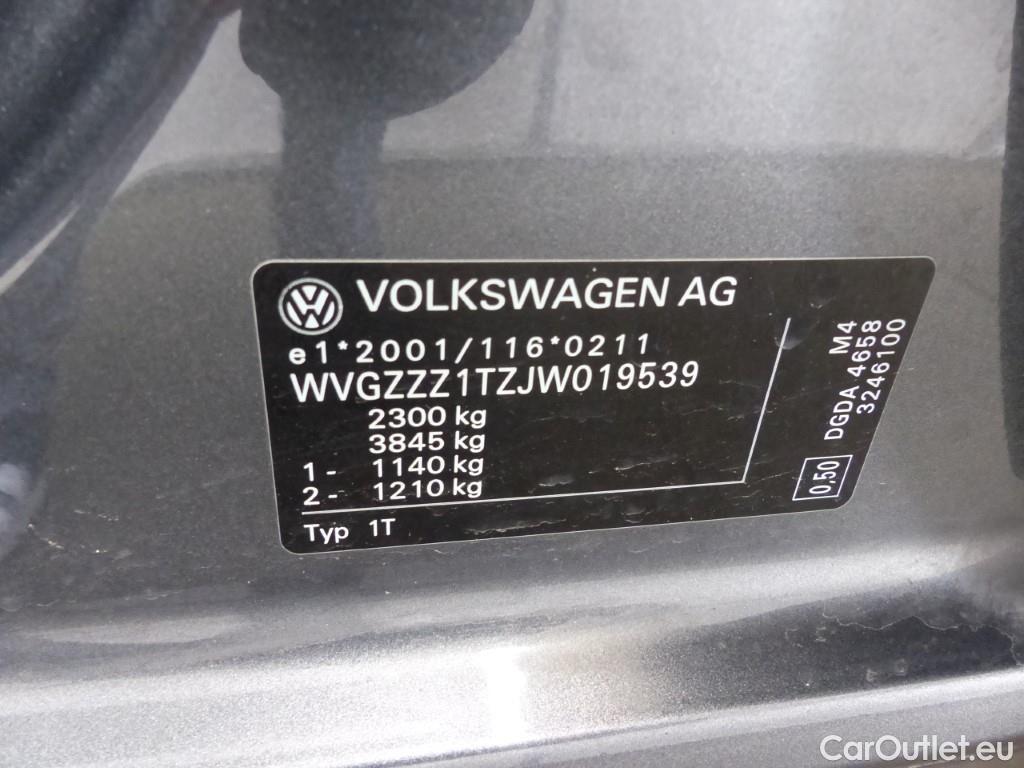 VOLKSWAGEN AG
e1*2001/116*0211
WVGZZZ1TZJW019539
2300 kg
3845 kg
1 - 1140 kg
2 - 1210 kg
Typ 1T
M4
DGDA 4658
3246100
0,50
CarOutlet.eu